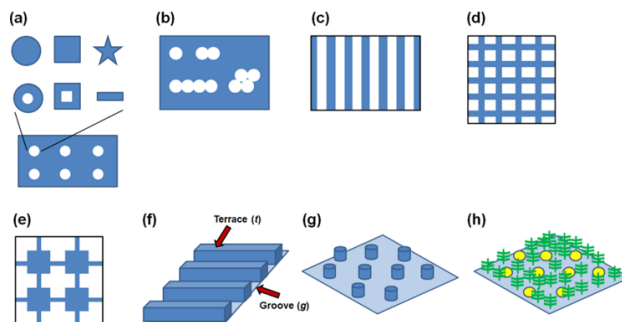 (a)
(b)
(c)
(d)
(e)
(f)
Terrace (t)
Groove (g)
(g)
(h)